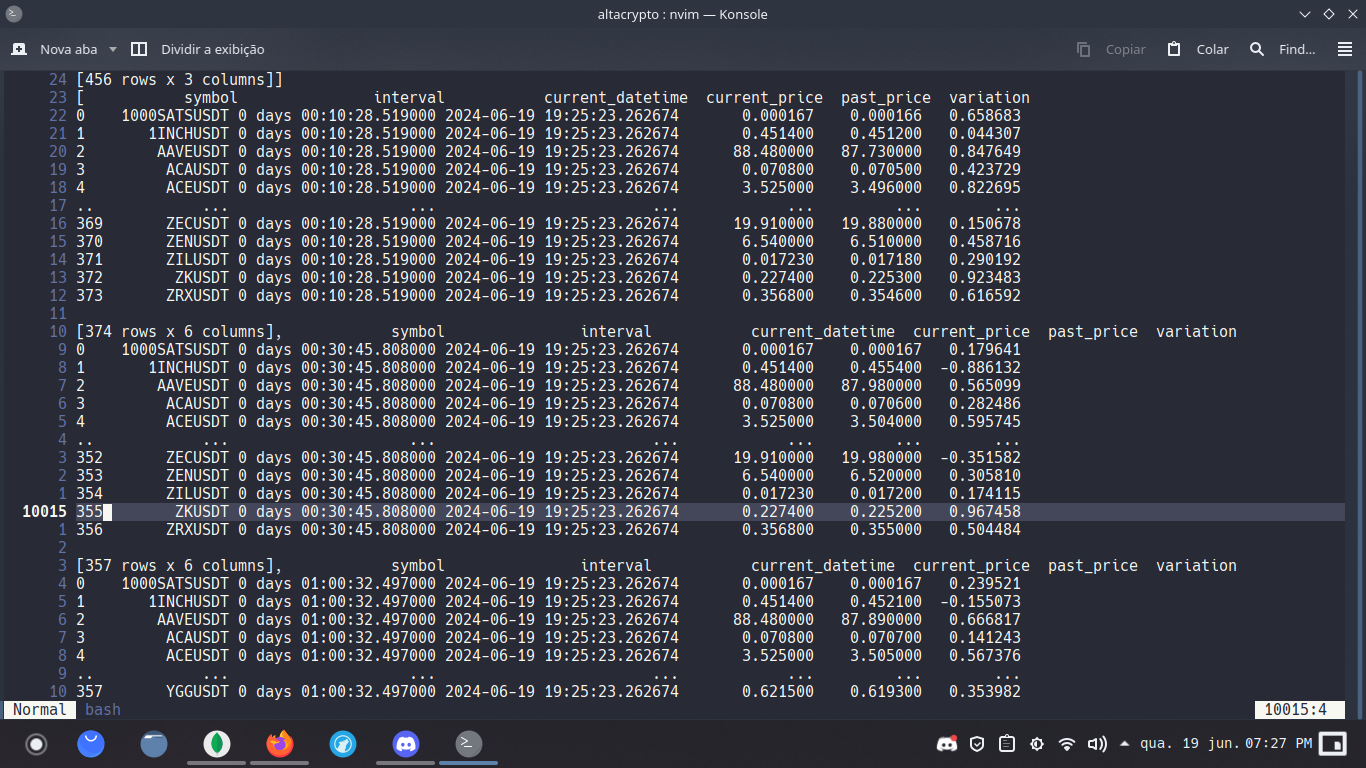 altacrypto : nvim — Konsole
Nova aba Dividir a exibição Copiar Colar Find...
24 [456 rows x 3 columns]]
23 [ symbol interval current_datetime current_price past_price variation
22 0 1000SATSUSDT 0 days 00:10:28.519000 2024-06-19 19:25:23.262674 0.000167 0.000166 0.658683
21 1 1INCHUSDT 0 days 00:10:28.519000 2024-06-19 19:25:23.262674 0.451400 0.451200 0.044307
20 2 AAVEUSDT 0 days 00:10:28.519000 2024-06-19 19:25:23.262674 88.480000 87.730000 0.847649
19 3 ACAUSDT 0 days 00:10:28.519000 2024-06-19 19:25:23.262674 0.070800 0.070500 0.423729
18 4 ACEUSDT 0 days 00:10:28.519000 2024-06-19 19:25:23.262674 3.525000 3.496000 0.822695
17 .. ... ... ... ... ... ...
16 369 ZECUSDT 0 days 00:10:28.519000 2024-06-19 19:25:23.262674 19.910000 19.880000 0.150678
15 370 ZENUSDT 0 days 00:10:28.519000 2024-06-19 19:25:23.262674 6.540000 6.510000 0.458716
14 371 ZILUSDT 0 days 00:10:28.519000 2024-06-19 19:25:23.262674 0.017230 0.017180 0.290192
13 372 ZKUSDT 0 days 00:10:28.519000 2024-06-19 19:25:23.262674 0.227400 0.225300 0.923483
12 373 ZRXUSDT 0 days 00:10:28.519000 2024-06-19 19:25:23.262674 0.356800 0.354600 0.616592
11
10 [374 rows x 6 columns], symbol interval current_datetime current_price past_price variation
9 0 1000SATSUSDT 0 days 00:30:45.808000 2024-06-19 19:25:23.262674 0.000167 0.000167 0.179641
8 1 1INCHUSDT 0 days 00:30:45.808000 2024-06-19 19:25:23.262674 0.451400 0.455400 -0.886132
7 2 AAVEUSDT 0 days 00:30:45.808000 2024-06-19 19:25:23.262674 88.480000 87.980000 0.565099
6 3 ACAUSDT 0 days 00:30:45.808000 2024-06-19 19:25:23.262674 0.070800 0.070600 0.282486
5 4 ACEUSDT 0 days 00:30:45.808000 2024-06-19 19:25:23.262674 3.525000 3.504000 0.595745
4 .. ... ... ... ... ... ...
3 352 ZECUSDT 0 days 00:30:45.808000 2024-06-19 19:25:23.262674 19.910000 19.980000 -0.351582
2 353 ZENUSDT 0 days 00:30:45.808000 2024-06-19 19:25:23.262674 6.540000 6.520000 0.305810
1 354 ZILUSDT 0 days 00:30:45.808000 2024-06-19 19:25:23.262674 0.017230 0.017200 0.174115
10015 355 ZKUSDT 0 days 00:30:45.808000 2024-06-19 19:25:23.262674 0.227400 0.225200 0.967458
1 356 ZRXUSDT 0 days 00:30:45.808000 2024-06-19 19:25:23.262674 0.356800 0.355000 0.504484
2
3 [357 rows x 6 columns], symbol interval current_datetime current_price past_price variation
4 0 1000SATSUSDT 0 days 01:00:32.497000 2024-06-19 19:25:23.262674 0.000167 0.000167 0.239521
5 1 1INCHUSDT 0 days 01:00:32.497000 2024-06-19 19:25:23.262674 0.451400 0.452100 -0.155073
6 2 AAVEUSDT 0 days 01:00:32.497000 2024-06-19 19:25:23.262674 88.480000 87.890000 0.666817
7 3 ACAUSDT 0 days 01:00:32.497000 2024-06-19 19:25:23.262674 0.070800 0.070700 0.141243
8 4 ACEUSDT 0 days 01:00:32.497000 2024-06-19 19:25:23.262674 3.525000 3.505000 0.567376
9 .. ... ... ... ... ... ...
10 357 YGGUSDT 0 days 01:00:32.497000 2024-06-19 19:25:23.262674 0.621500 0.619300 0.353982
Normal bash 10015:4
qua. 19 jun. 07:27 PM